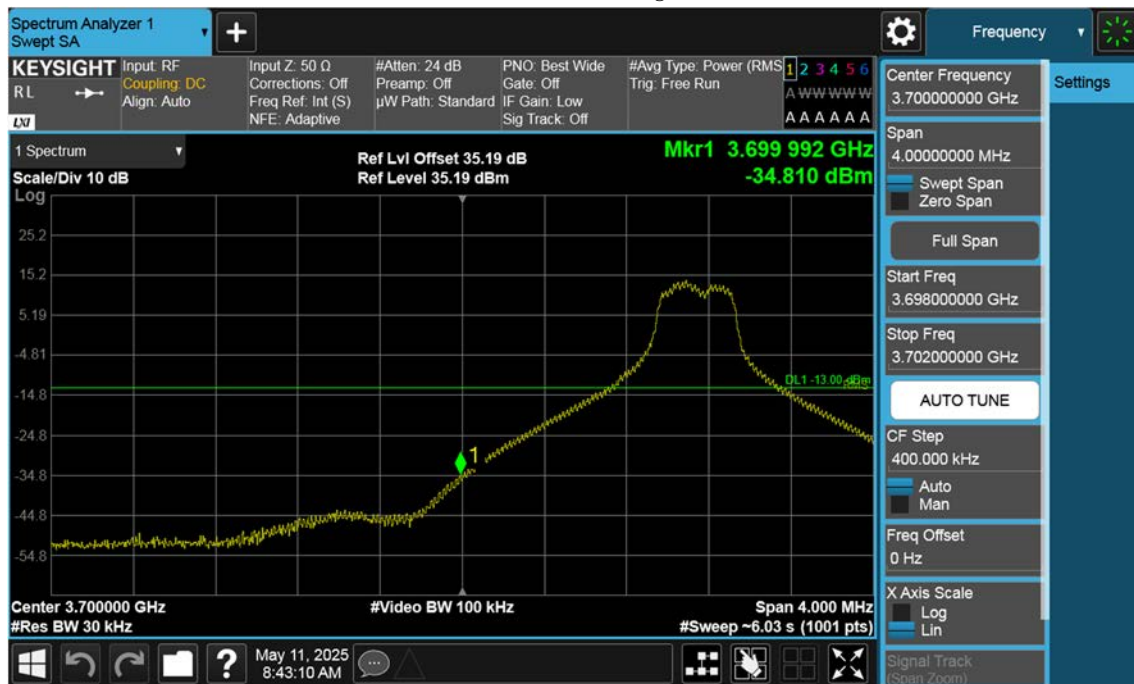 Spectrum Analyzer 1
Swept SA
Frequency
KEYSIGHT
RL
LXI
Input: RF
Coupling: DC
Align: Auto
Input Z: 50 Ω
Corrections: Off
Freq Ref: Int (S)
NFE: Adaptive
#Atten: 24 dB
Preamp: Off
µW Path: Standard
PNO: Best Wide
Gate: Off
IF Gain: Low
Sig Track: Off
#Avg Type: Power (RMS
Trig: Free Run
1 2 3 4 5 6
A W W W W W
A A A A A A
1 Spectrum
Scale/Div 10 dB
Ref Lvl Offset 35.19 dB
Ref Level 35.19 dBm
Mkr1 3.699 992 GHz
-34.810 dBm
Log
25.2
15.2
5.19
-4.81
-14.8
-24.8
-34.8
-44.8
-54.8
DL1 -13.00 dBm
1
Center 3.700000 GHz
#Res BW 30 kHz
#Video BW 100 kHz
Span 4.000 MHz
#Sweep ~6.03 s (1001 pts)
Center Frequency
3.700000000 GHz
Span
4.00000000 MHz
Swept Span
Zero Span
Full Span
Start Freq
3.698000000 GHz
Stop Freq
3.702000000 GHz
AUTO TUNE
CF Step
400.000 kHz
Auto
Man
Freq Offset
0 Hz
X Axis Scale
Log
Lin
Signal Track
(Span Zoom)
Settings
?
May 11, 2025
8:43:10 AM